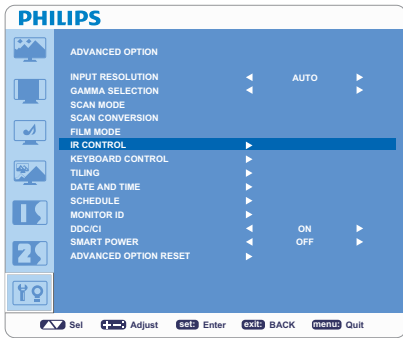 PHILIPS
ADVANCED OPTION
INPUT RESOLUTION AUTO
GAMMA SELECTION
SCAN MODE
SCAN CONVERSION
FILM MODE
IR CONTROL
KEYBOARD CONTROL
TILING
DATE AND TIME
SCHEDULE
MONITOR ID
DDC/CI ON
SMART POWER OFF
ADVANCED OPTION RESET
Sel Adjust set: Enter exit: BACK menu: Quit